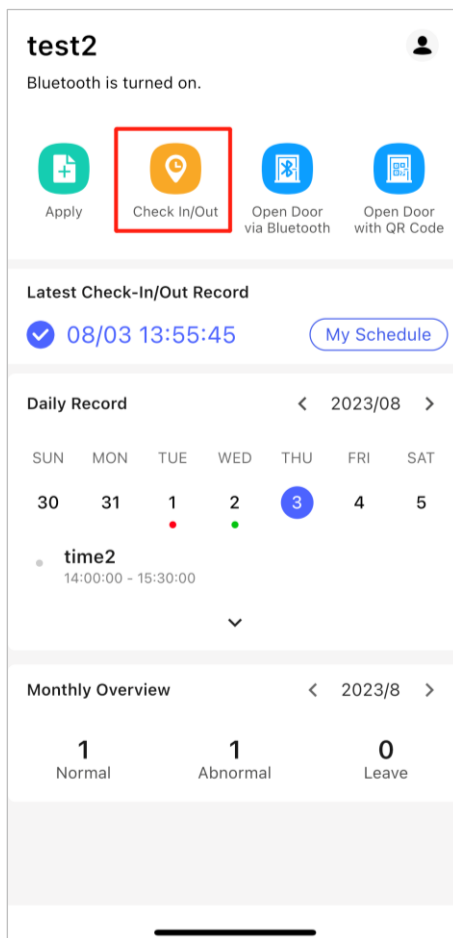 test2
Bluetooth is turned on.
Apply
Check In/Out
Open Door
via Bluetooth
Open Door
with QR Code
Latest Check-In/Out Record
08/03 13:55:45
My Schedule
Daily Record
2023/08
SUN MON TUE WED THU FRI SAT
30 31 1 2 3 4 5
time2
14:00:00 - 15:30:00
Monthly Overview
2023/8
1 1 0
Normal Abnormal Leave